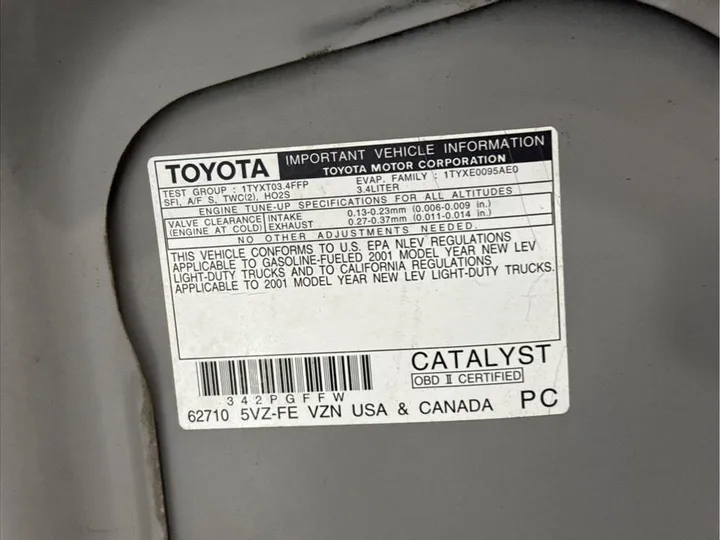 TOYOTA IMPORTANT VEHICLE INFORMATION
TOYOTA MOTOR CORPORATION
TEST GROUP : 1TYXT03.4FFP EVAP. FAMILY : 1TYXE0095AE0
SFI, A/F S, TWC(2), HO2S 3.4LITER
ENGINE TUNE-UP SPECIFICATIONS FOR ALL ALTITUDES
VALVE CLEARANCE INTAKE 0.13-0.23mm (0.006-0.009 in.)
(ENGINE AT COLD) EXHAUST 0.27-0.37mm (0.011-0.014 in.)
NO OTHER ADJUSTMENTS NEEDED.
THIS VEHICLE CONFORMS TO U.S. EPA NLEV REGULATIONS
APPLICABLE TO GASOLINE-FUELED 2001 MODEL YEAR NEW LEV
LIGHT-DUTY TRUCKS AND TO CALIFORNIA REGULATIONS
APPLICABLE TO 2001 MODEL YEAR NEW LEV LIGHT-DUTY TRUCKS.
CATALYST
OBD II CERTIFIED
342PGFFW
62710 5VZ-FE VZN USA & CANADA PC